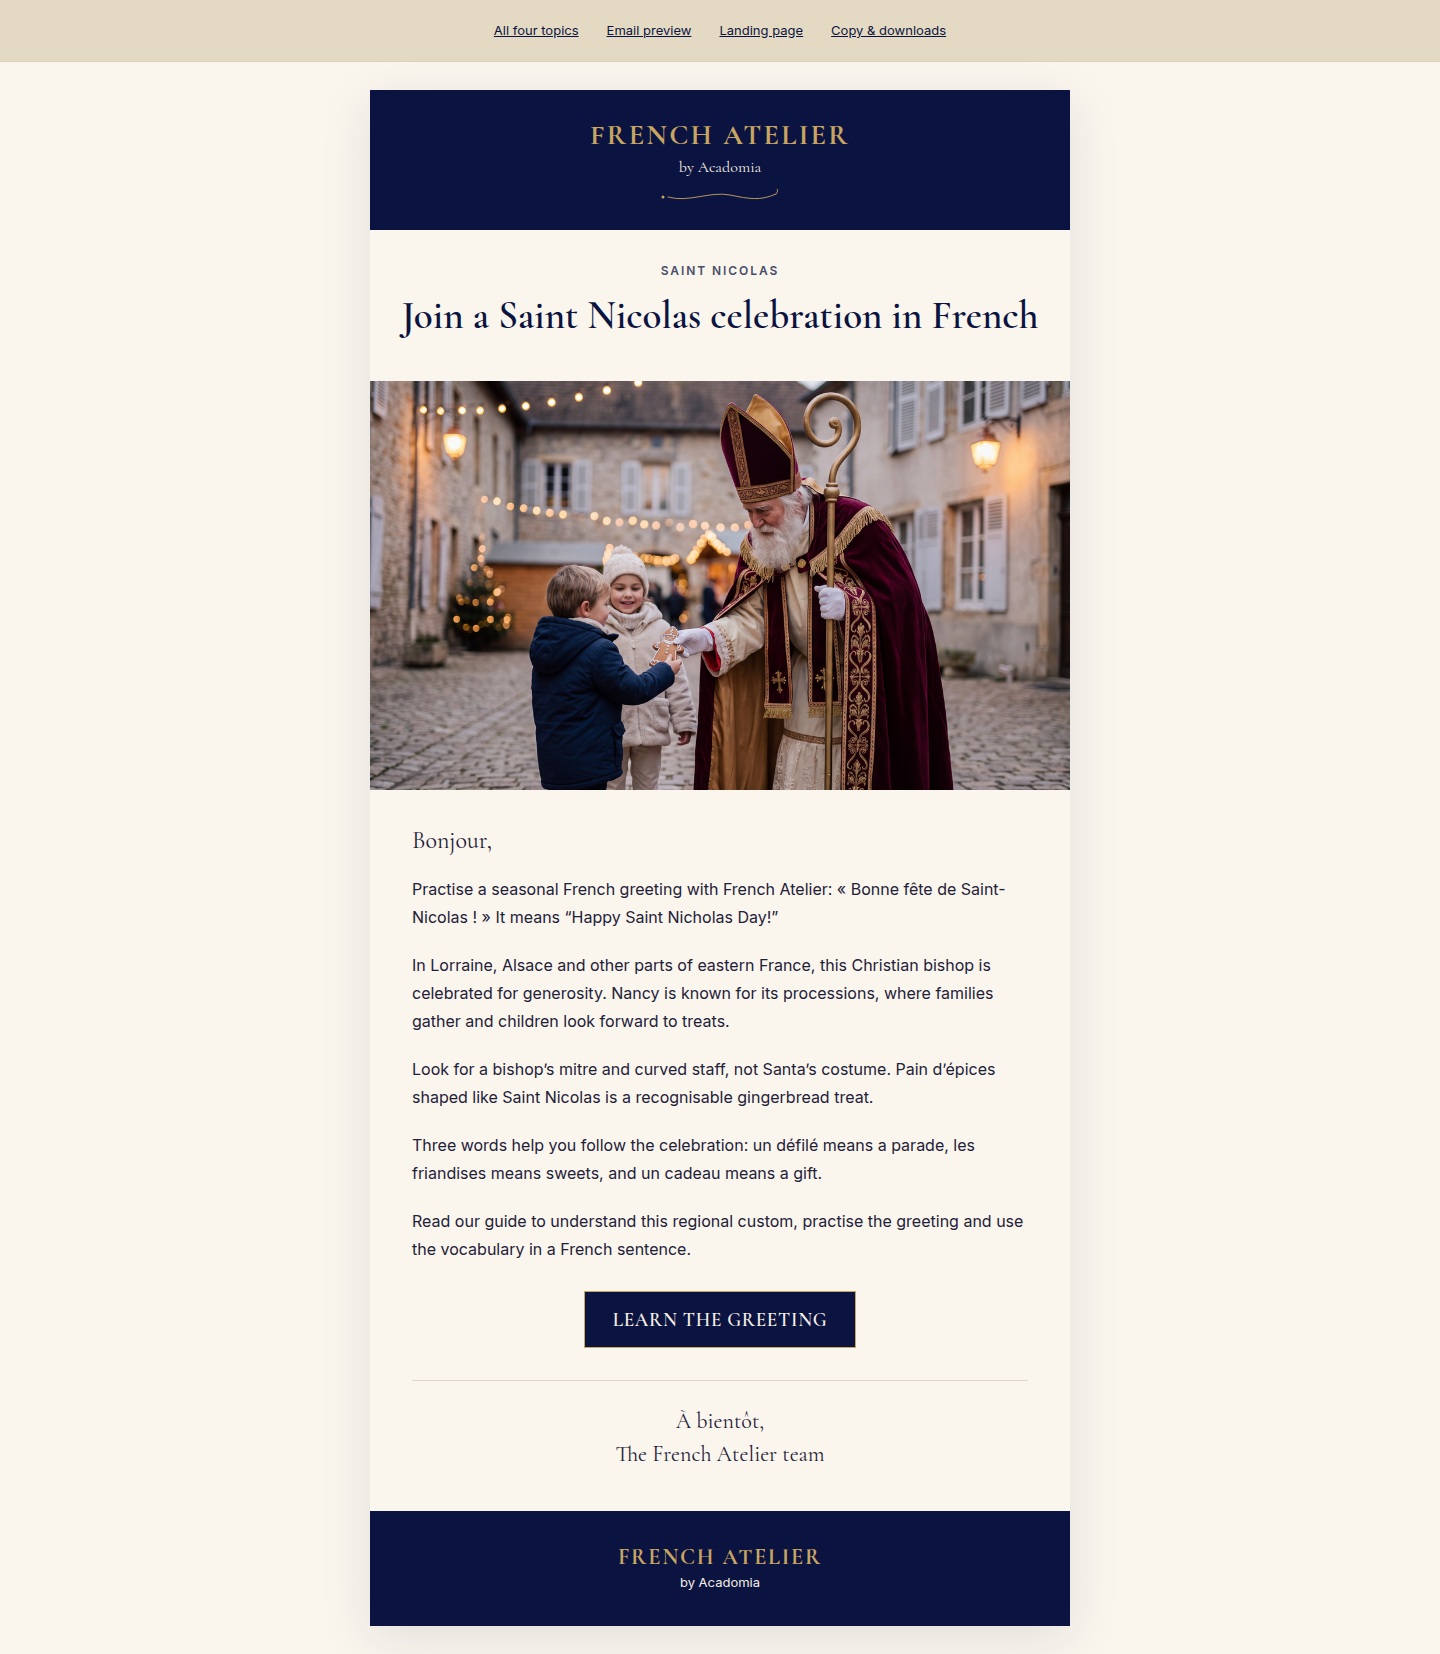 All four topics Email preview Landing page Copy & downloads
FRENCH ATELIER
by Acadomia
SAINT NICOLAS
Join a Saint Nicolas celebration in French
Bonjour,
Practise a seasonal French greeting with French Atelier: « Bonne fête de Saint-
Nicolas ! » It means “Happy Saint Nicholas Day!”
In Lorraine, Alsace and other parts of eastern France, this Christian bishop is
celebrated for generosity. Nancy is known for its processions, where families
gather and children look forward to treats.
Look for a bishop’s mitre and curved staff, not Santa’s costume. Pain d’épices
shaped like Saint Nicolas is a recognisable gingerbread treat.
Three words help you follow the celebration: un défilé means a parade, les
friandises means sweets, and un cadeau means a gift.
Read our guide to understand this regional custom, practise the greeting and use
the vocabulary in a French sentence.
LEARN THE GREETING
À bientôt,
The French Atelier team
FRENCH ATELIER
by Acadomia